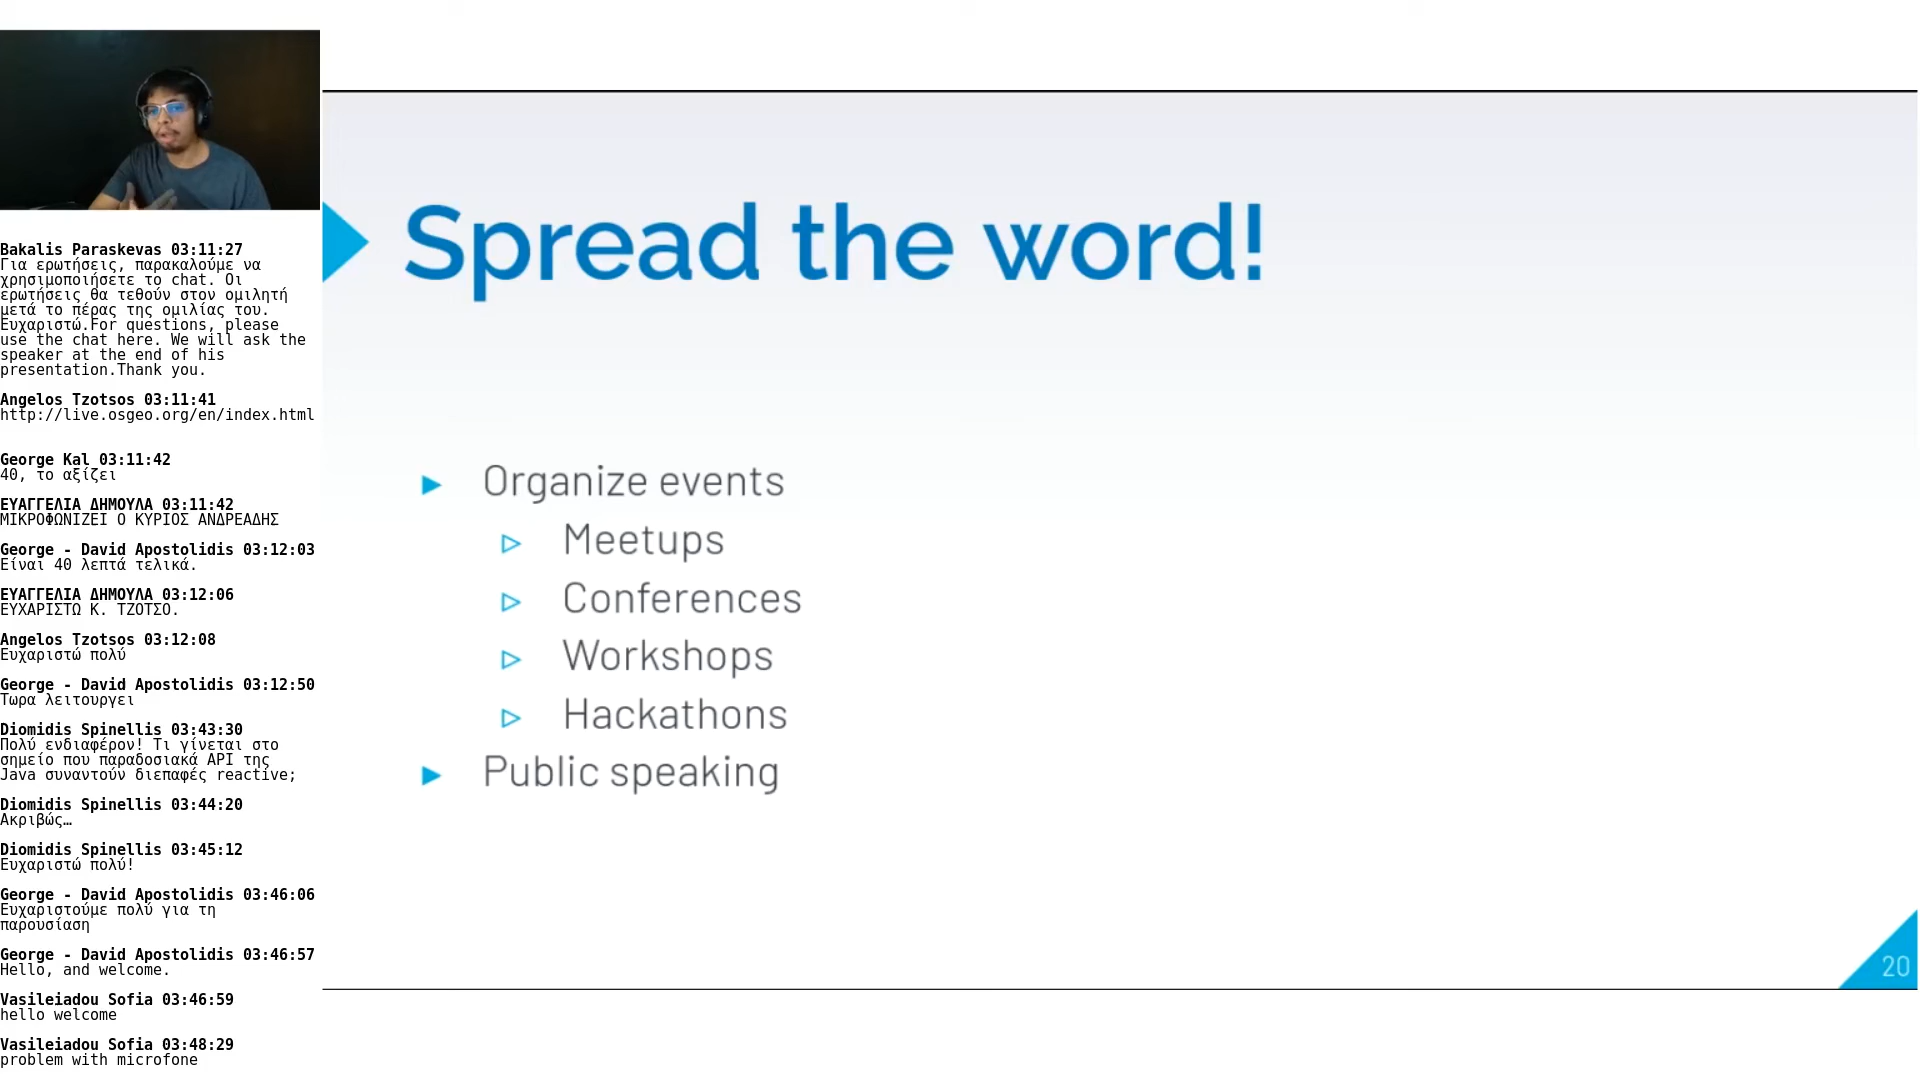 Bakalis Paraskevas 03:11:27
Για ερωτήσεις, παρακαλούμε να
χρησιμοποιήσετε το chat. Οι
ερωτήσεις θα τεθούν στον ομιλητή
μετά το πέρας της ομιλίας του.
Ευχαριστώ.For questions, please
use the chat here. We will ask the
speaker at the end of his
presentation.Thank you.
Angelos Tzotsos 03:11:41
http://live.osgeo.org/en/index.html
George Kal 03:11:42
40, το αξίζει
ΕΥΑΓΓΕΛΙΑ ΔΗΜΟΥΛΑ 03:11:42
ΜΙΚΡΟΦΩΝΙΖΕΙ Ο ΚΥΡΙΟΣ ΑΝΔΡΕΑΔΗΣ
George - David Apostolidis 03:12:03
Είναι 40 λεπτά τελικά.
ΕΥΑΓΓΕΛΙΑ ΔΗΜΟΥΛΑ 03:12:06
ΕΥΧΑΡΙΣΤΩ Κ. ΤΖΟΤΣΟ.
Angelos Tzotsos 03:12:08
Ευχαριστώ πολύ
George - David Apostolidis 03:12:50
Τωρα λειτουργει
Diomidis Spinellis 03:43:30
Πολύ ενδιαφέρον! Τι γίνεται στο
σημείο που παραδοσιακά API της
Java συναντούν διεπαφές reactive;
Diomidis Spinellis 03:44:20
Ακριβώς…
Diomidis Spinellis 03:45:12
Ευχαριστώ πολύ!
George - David Apostolidis 03:46:06
Ευχαριστούμε πολύ για τη
παρουσίαση
George - David Apostolidis 03:46:57
Hello, and welcome.
Vasileiadou Sofia 03:46:59
hello welcome
Vasileiadou Sofia 03:48:29
problem with microfone
Spread the word!
Organize events
Meetups
Conferences
Workshops
Hackathons
Public speaking
20